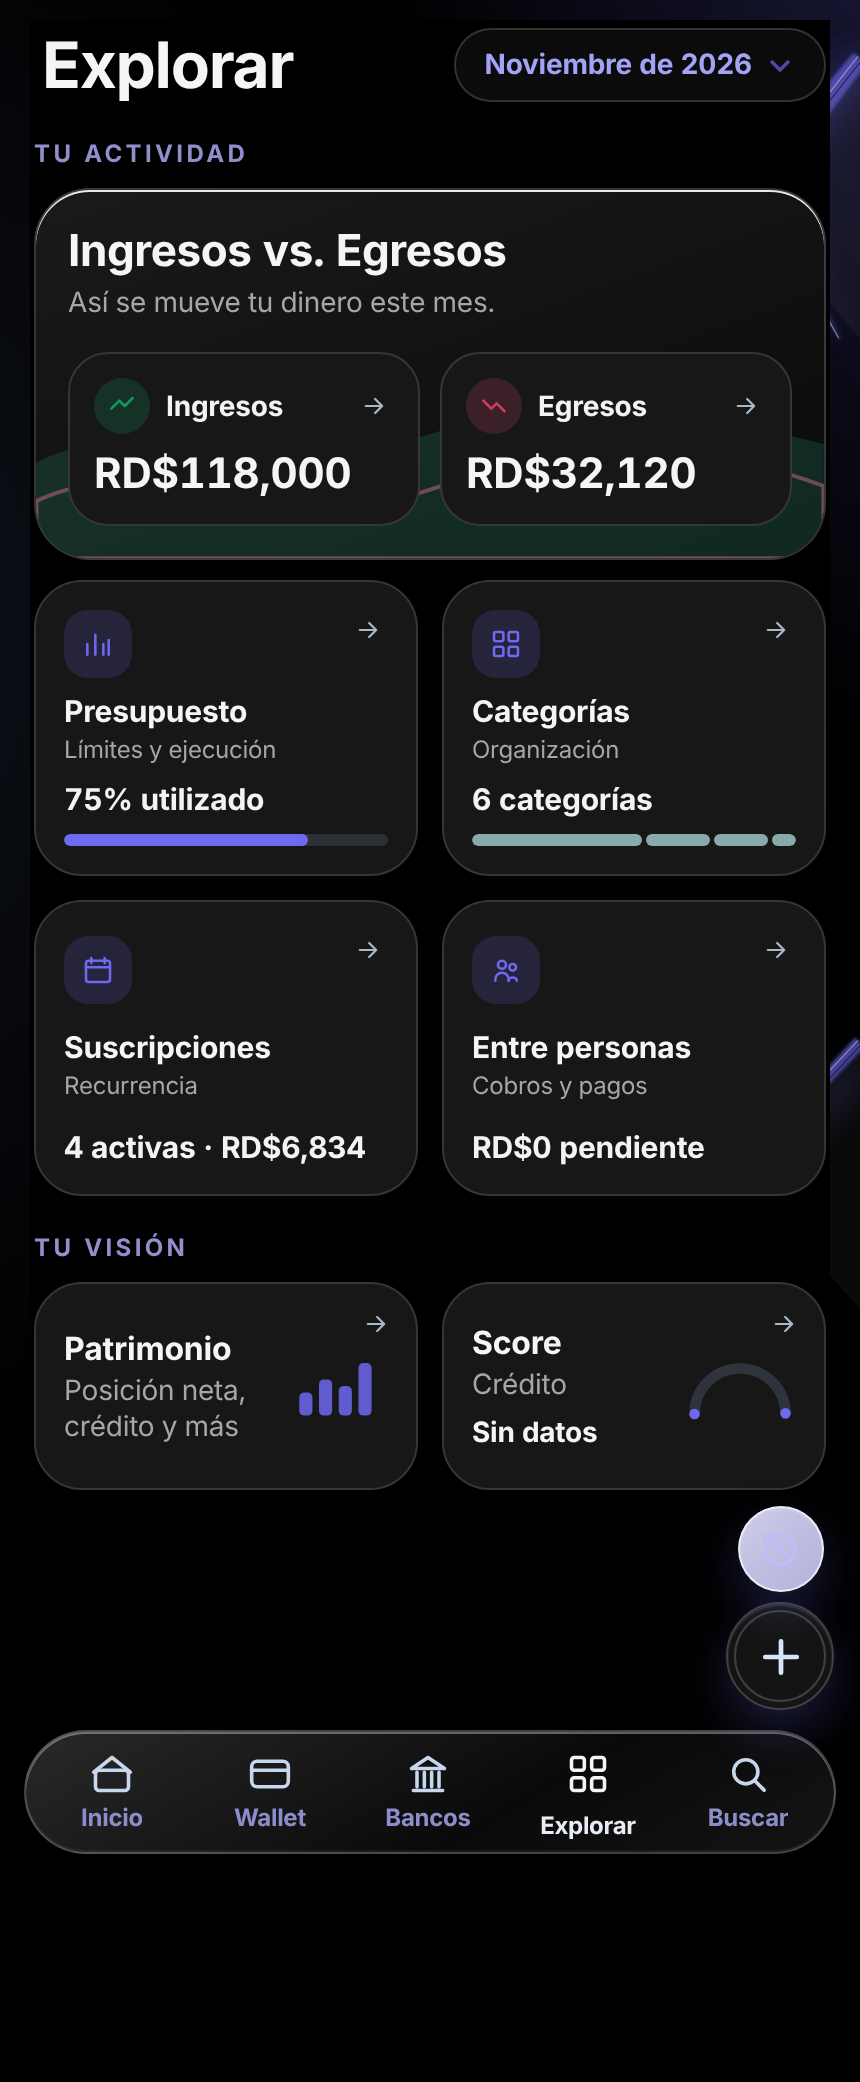 Explorar
Noviembre de 2026
TU ACTIVIDAD
Ingresos vs. Egresos
Así se mueve tu dinero este mes.
Ingresos
RD$118,000
Egresos
RD$32,120
Presupuesto
Límites y ejecución
75% utilizado
Categorías
Organización
6 categorías
Suscripciones
Recurrencia
4 activas · RD$6,834
Entre personas
Cobros y pagos
RD$0 pendiente
TU VISIÓN
Patrimonio
Posición neta,
crédito y más
Score
Crédito
Sin datos
Inicio
Wallet
Bancos
Explorar
Buscar